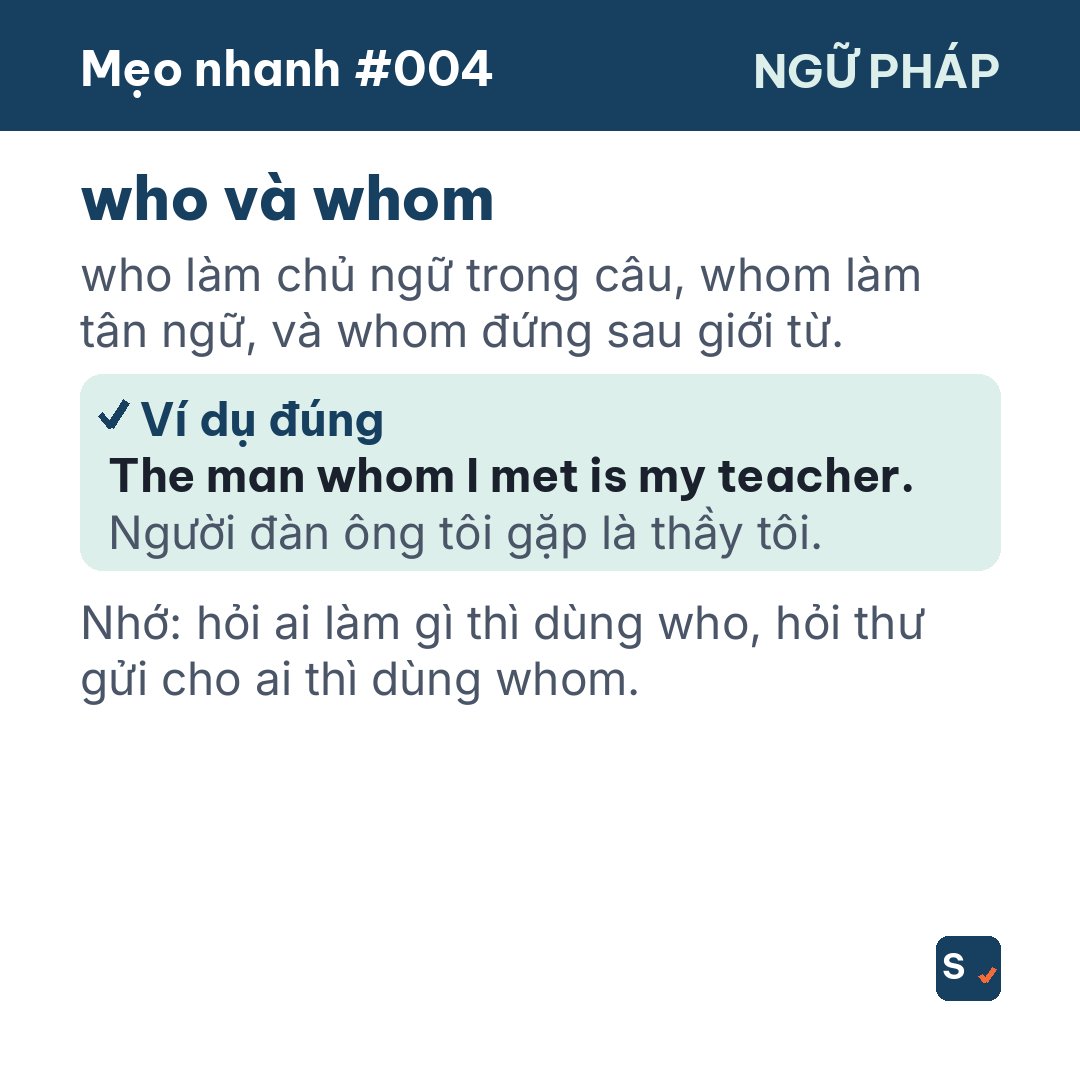 Mẹo nhanh #004
NGỮ PHÁP
who và whom
who làm chủ ngữ trong câu, whom làm
tân ngữ, và whom đứng sau giới từ.
Ví dụ đúng
The man whom I met is my teacher.
Người đàn ông tôi gặp là thầy tôi.
Nhớ: hỏi ai làm gì thì dùng who, hỏi thư
gửi cho ai thì dùng whom.
S